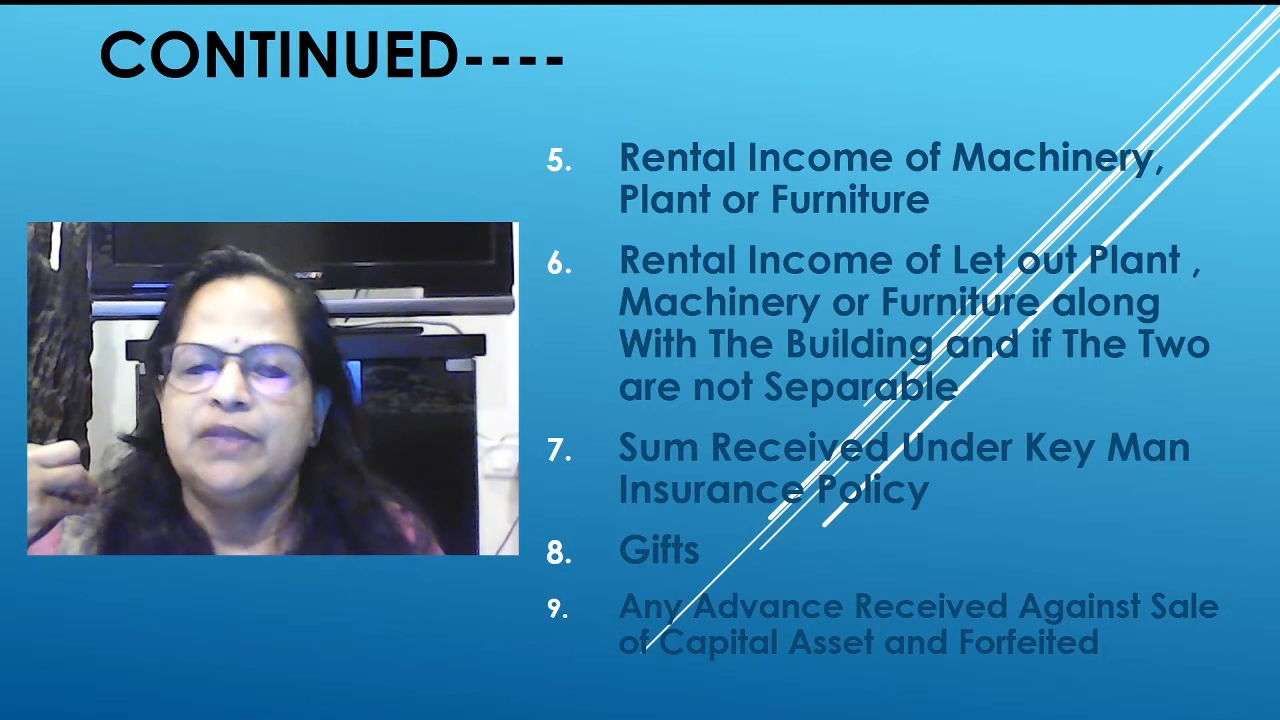 CONTINUED----
5. Rental Income of Machinery,
Plant or Furniture
6. Rental Income of Let out Plant ,
Machinery or Furniture along
With The Building and if The Two
are not Separable
7. Sum Received Under Key Man
Insurance Policy
8. Gifts
9. Any Advance Received Against Sale
of Capital Asset and Forfeited
SONY